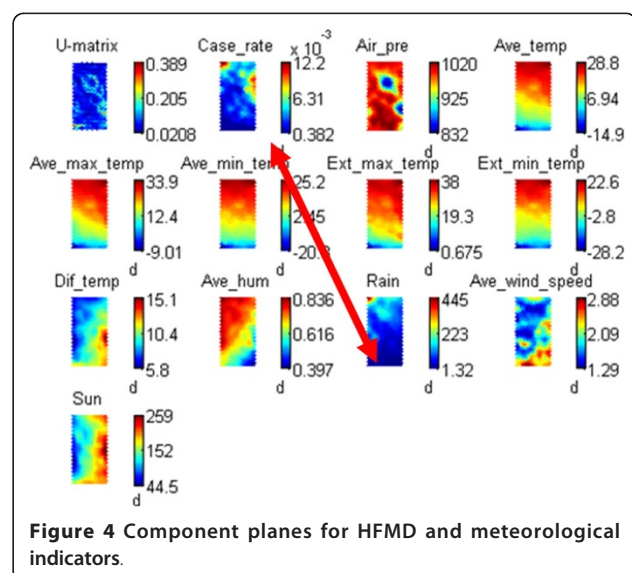 U-matrix Case_rate x 10⁻³ Air_pre Ave_temp
0.389 12.2 1020 28.8
0.205 6.31 925 6.94
0.0208 0.382 832 -14.9
d d d
Ave_max_temp Ave_min_temp Ext_max_temp Ext_min_temp
33.9 25.2 38 22.6
12.4 2.45 19.3 -2.8
-9.01 0.675 -28.2
d d d
Dif_temp Ave_hum Rain Ave_wind_speed
15.1 0.836 445 2.88
10.4 0.616 223 2.09
5.8 0.397 1.32 1.29
d d d d
Sun
259
152
44.5
d
Figure 4 Component planes for HFMD and meteorological
indicators.